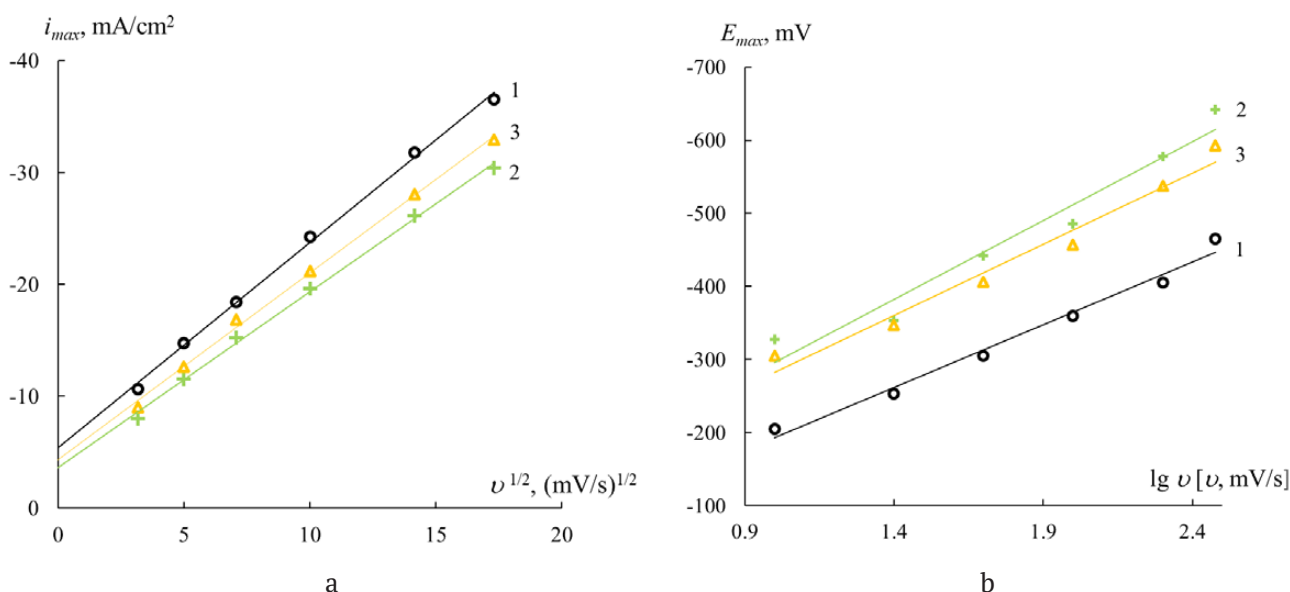 i_max, mA/cm²
-40
-30
-20
-10
0
0 5 10 15 20
1
3
2
υ^1/2, (mV/s)^1/2
a
E_max, mV
-700
-600
-500
-400
-300
-200
-100
0.9 1.4 1.9 2.4
2
3
1
lg υ [υ, mV/s]
b